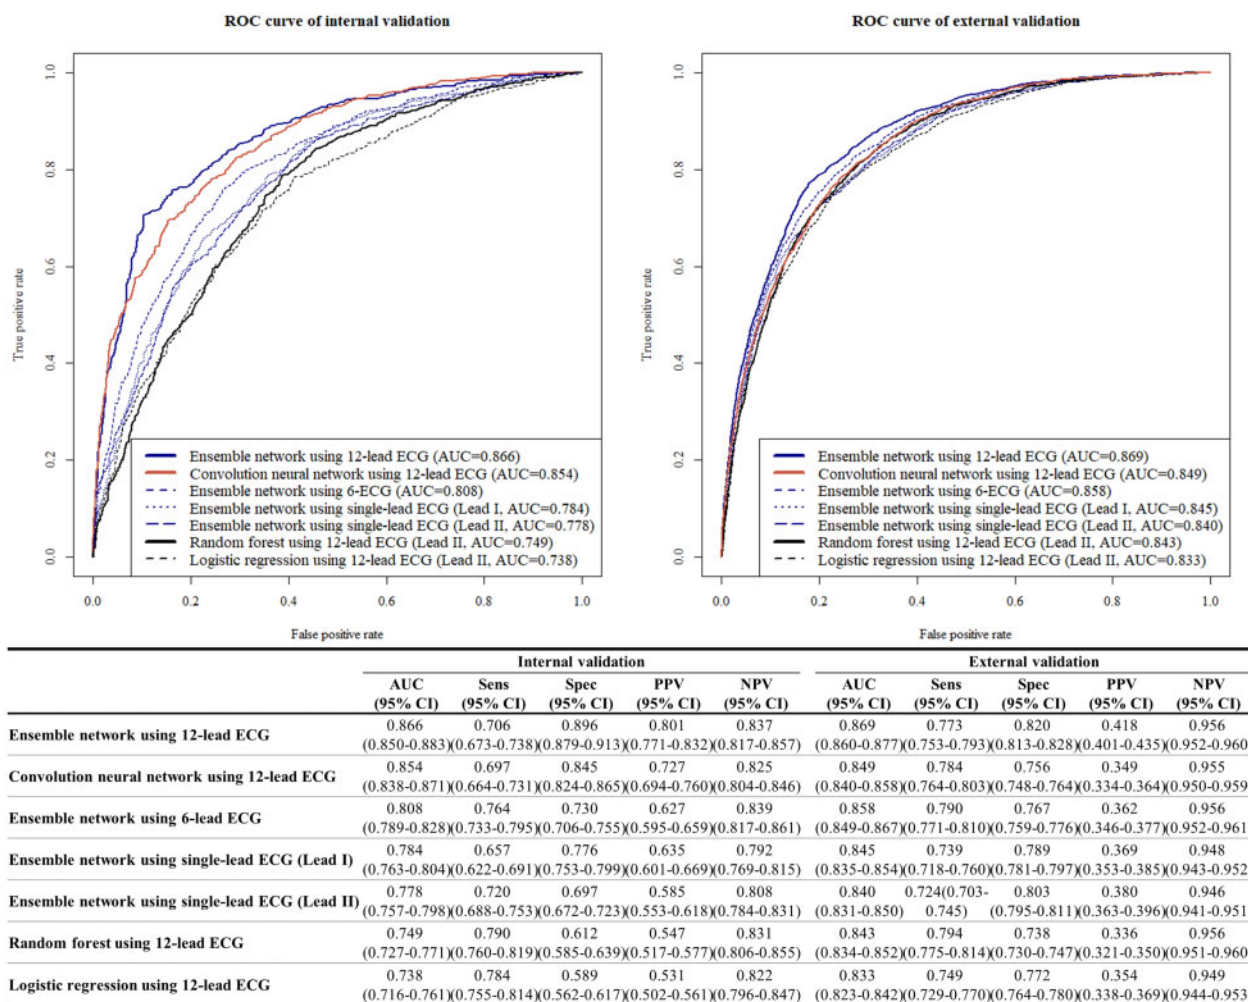 ROC curve of internal validation
True positive rate
1.0
0.8
0.6
0.4
0.2
0.0
Ensemble network using 12-lead ECG (AUC=0.866)
Convolution neural network using 12-lead ECG (AUC=0.854)
Ensemble network using 6-ECG (AUC=0.808)
Ensemble network using single-lead ECG (Lead I, AUC=0.784)
Ensemble network using single-lead ECG (Lead II, AUC=0.778)
Random forest using 12-lead ECG (Lead II, AUC=0.749)
Logistic regression using 12-lead ECG (Lead II, AUC=0.738)
0.0 0.2 0.4 0.6 0.8 1.0
False positive rate
ROC curve of external validation
True positive rate
1.0
0.8
0.6
0.4
0.2
0.0
Ensemble network using 12-lead ECG (AUC=0.869)
Convolution neural network using 12-lead ECG (AUC=0.849)
Ensemble network using 6-ECG (AUC=0.858)
Ensemble network using single-lead ECG (Lead I, AUC=0.845)
Ensemble network using single-lead ECG (Lead II, AUC=0.840)
Random forest using 12-lead ECG (Lead II, AUC=0.843)
Logistic regression using 12-lead ECG (Lead II, AUC=0.833)
0.0 0.2 0.4 0.6 0.8 1.0
False positive rate
Internal validation External validation
AUC Sens Spec PPV NPV AUC Sens Spec PPV NPV
(95% CI) (95% CI) (95% CI) (95% CI) (95% CI) (95% CI) (95% CI) (95% CI) (95% CI) (95% CI)
Ensemble network using 12-lead ECG
0.866 0.706 0.896 0.801 0.837 0.869 0.773 0.820 0.418 0.956
(0.850-0.883)(0.673-0.738)(0.879-0.913)(0.771-0.832)(0.817-0.857) (0.860-0.877)(0.753-0.793)(0.813-0.828)(0.401-0.435)(0.952-0.960
Convolution neural network using 12-lead ECG
0.854 0.697 0.845 0.727 0.825 0.849 0.784 0.756 0.349 0.955
(0.838-0.871)(0.664-0.731)(0.824-0.865)(0.694-0.760)(0.804-0.846) (0.840-0.858)(0.764-0.803)(0.748-0.764)(0.334-0.364)(0.950-0.959
Ensemble network using 6-lead ECG
0.808 0.764 0.730 0.627 0.839 0.858 0.790 0.767 0.362 0.956
(0.789-0.828)(0.733-0.795)(0.706-0.755)(0.595-0.659)(0.817-0.861) (0.849-0.867)(0.771-0.810)(0.759-0.776)(0.346-0.377)(0.952-0.961
Ensemble network using single-lead ECG (Lead I)
0.784 0.657 0.776 0.635 0.792 0.845 0.739 0.789 0.369 0.948
(0.763-0.804)(0.622-0.691)(0.753-0.799)(0.601-0.669)(0.769-0.815) (0.835-0.854)(0.718-0.760)(0.781-0.797)(0.353-0.385)(0.943-0.952
Ensemble network using single-lead ECG (Lead II)
0.778 0.720 0.697 0.585 0.808 0.840 0.724(0.703- 0.803 0.380 0.946
(0.757-0.798)(0.688-0.753)(0.672-0.723)(0.553-0.618)(0.784-0.831) (0.831-0.850) 0.745) (0.795-0.811)(0.363-0.396)(0.941-0.951
Random forest using 12-lead ECG
0.749 0.790 0.612 0.547 0.831 0.843 0.794 0.738 0.336 0.956
(0.727-0.771)(0.760-0.819)(0.585-0.639)(0.517-0.577)(0.806-0.855) (0.834-0.852)(0.775-0.814)(0.730-0.747)(0.321-0.350)(0.951-0.960
Logistic regression using 12-lead ECG
0.738 0.784 0.589 0.531 0.822 0.833 0.749 0.772 0.354 0.949
(0.716-0.761)(0.755-0.814)(0.562-0.617)(0.502-0.561)(0.796-0.847) (0.823-0.842)(0.729-0.770)(0.764-0.780)(0.338-0.369)(0.944-0.953